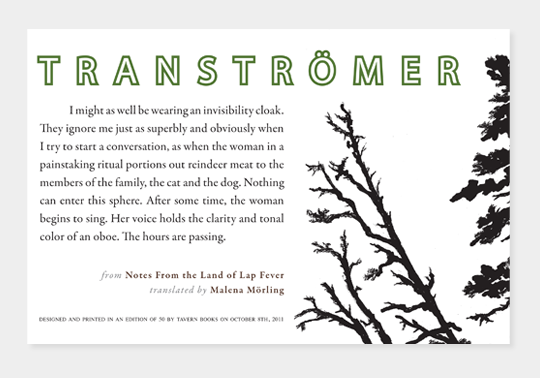 TRANSTRÖMER
I might as well be wearing an invisibility cloak.
They ignore me just as superbly and obviously when
I try to start a conversation, as when the woman in a
painstaking ritual portions out reindeer meat to the
members of the family, the cat and the dog. Nothing
can enter this sphere. After some time, the woman
begins to sing. Her voice holds the clarity and tonal
color of an oboe. The hours are passing.
from Notes From the Land of Lap Fever
translated by Malena Mörling
DESIGNED AND PRINTED IN AN EDITION OF 50 BY TAVERN BOOKS ON OCTOBER 8TH, 2011